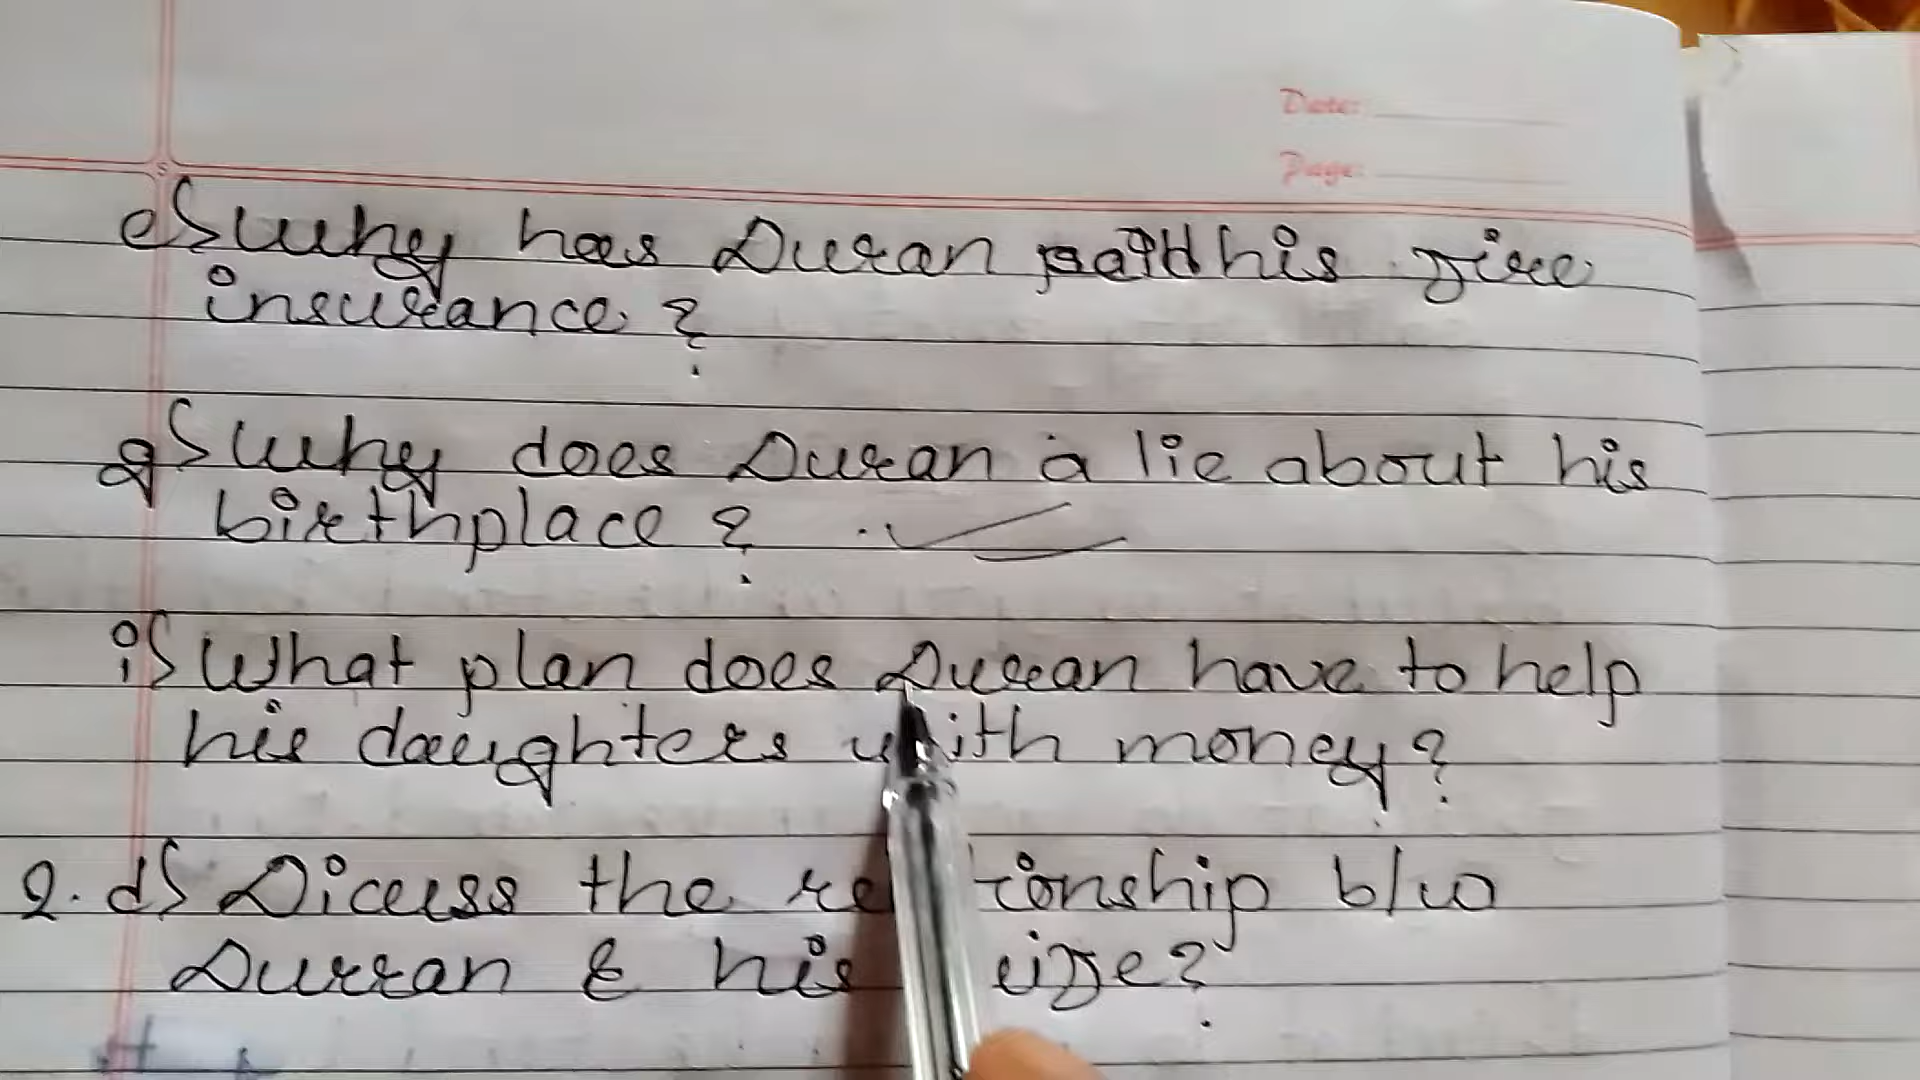 Date:
Page:
e) why has Duran paid his fire
insurance?
g) why does Duran a lie about his
birthplace?
i) What plan does Duran have to help
his daughters with money?
2. d) Dicuss the re tionship b/w
Durran & his wife?